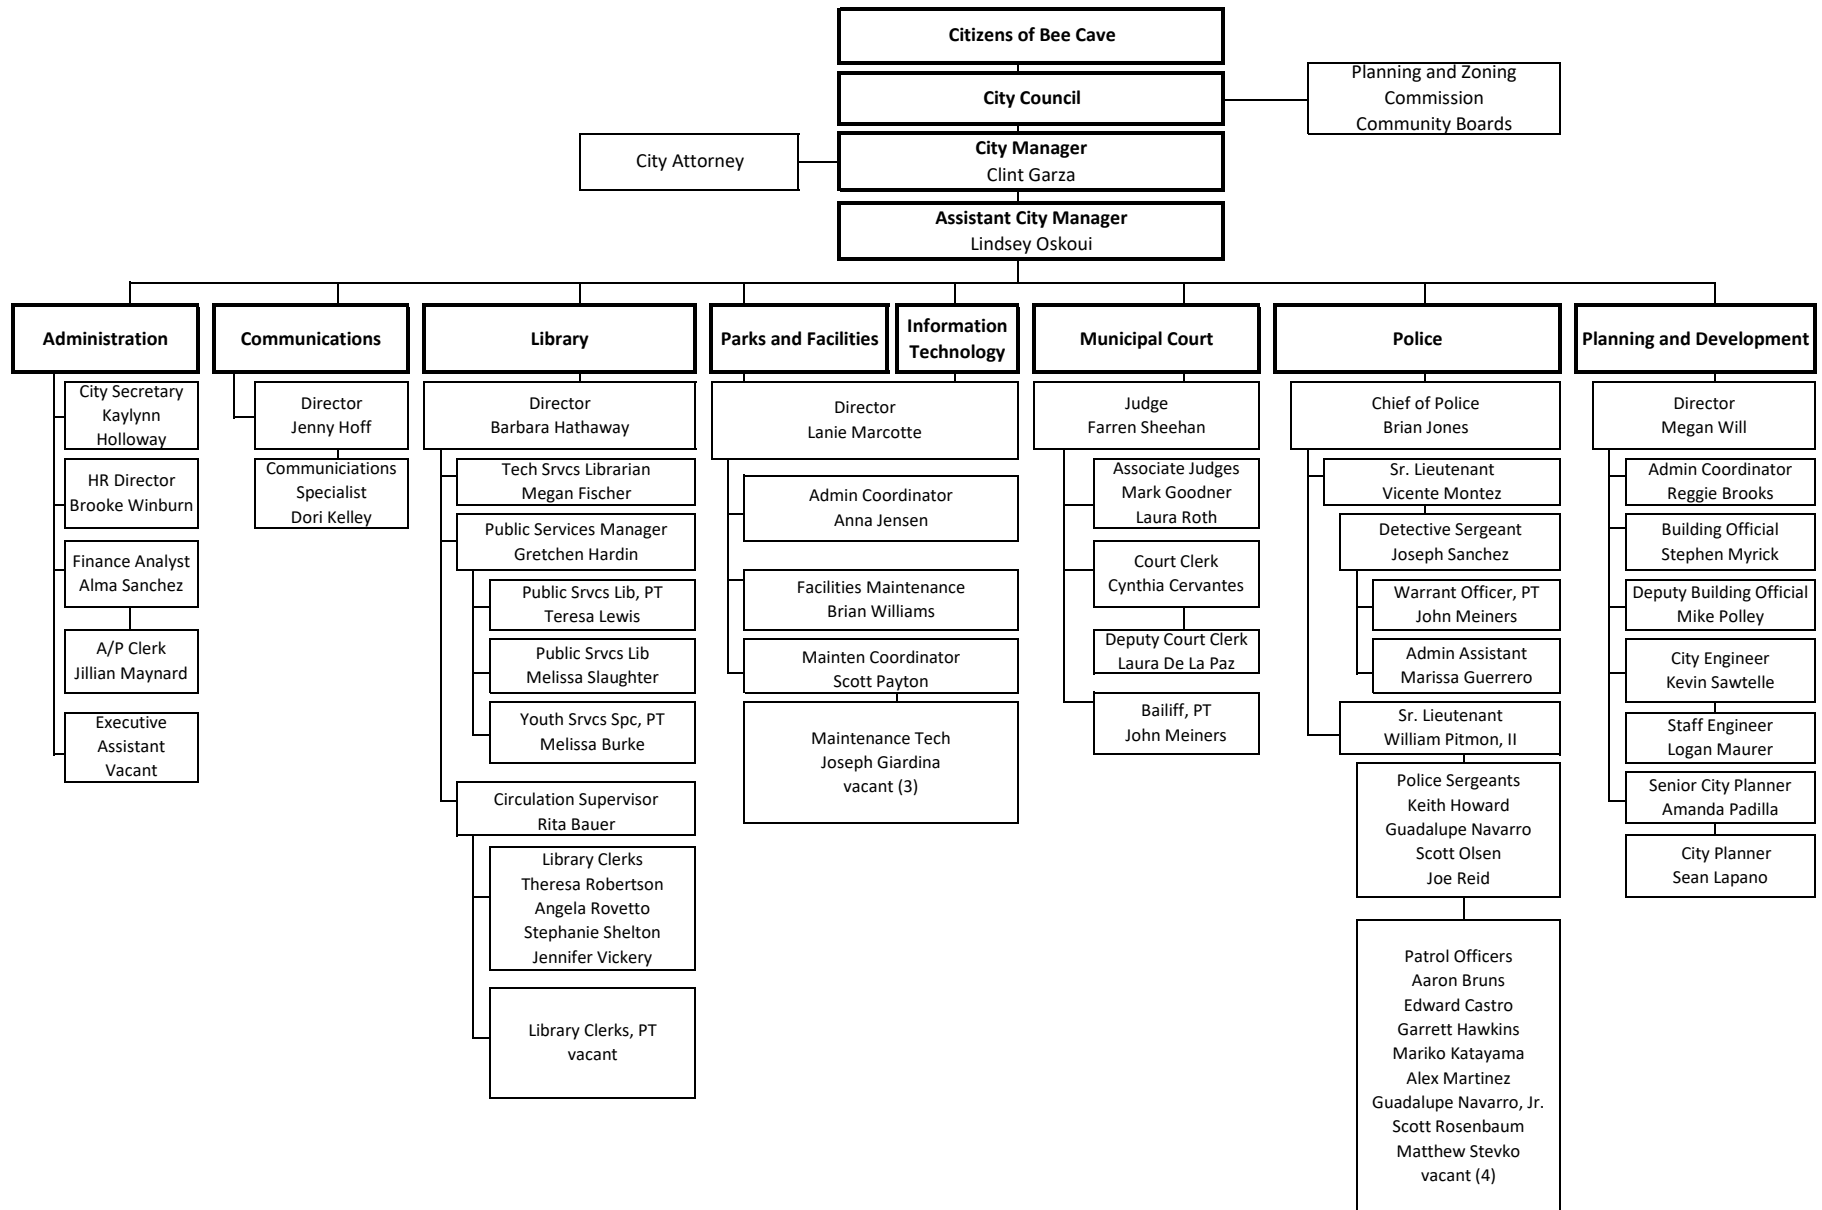 Citizens of Bee Cave
City Council
Planning and Zoning
Commission
Community Boards
City Attorney
City Manager
Clint Garza
Assistant City Manager
Lindsey Oskoui
Administration
City Secretary
Kaylynn
Holloway
HR Director
Brooke Winburn
Finance Analyst
Alma Sanchez
A/P Clerk
Jillian Maynard
Executive
Assistant
Vacant
Communications
Director
Jenny Hoff
Communiciations
Specialist
Dori Kelley
Library
Director
Barbara Hathaway
Tech Srvcs Librarian
Megan Fischer
Public Services Manager
Gretchen Hardin
Public Srvcs Lib, PT
Teresa Lewis
Public Srvcs Lib
Melissa Slaughter
Youth Srvcs Spc, PT
Melissa Burke
Circulation Supervisor
Rita Bauer
Library Clerks
Theresa Robertson
Angela Rovetto
Stephanie Shelton
Jennifer Vickery
Library Clerks, PT
vacant
Parks and Facilities
Information
Technology
Director
Lanie Marcotte
Admin Coordinator
Anna Jensen
Facilities Maintenance
Brian Williams
Mainten Coordinator
Scott Payton
Maintenance Tech
Joseph Giardina
vacant (3)
Municipal Court
Judge
Farren Sheehan
Associate Judges
Mark Goodner
Laura Roth
Court Clerk
Cynthia Cervantes
Deputy Court Clerk
Laura De La Paz
Bailiff, PT
John Meiners
Police
Chief of Police
Brian Jones
Sr. Lieutenant
Vicente Montez
Detective Sergeant
Joseph Sanchez
Warrant Officer, PT
John Meiners
Admin Assistant
Marissa Guerrero
Sr. Lieutenant
William Pitmon, II
Police Sergeants
Keith Howard
Guadalupe Navarro
Scott Olsen
Joe Reid
Patrol Officers
Aaron Bruns
Edward Castro
Garrett Hawkins
Mariko Katayama
Alex Martinez
Guadalupe Navarro, Jr.
Scott Rosenbaum
Matthew Stevko
vacant (4)
Planning and Development
Director
Megan Will
Admin Coordinator
Reggie Brooks
Building Official
Stephen Myrick
Deputy Building Official
Mike Polley
City Engineer
Kevin Sawtelle
Staff Engineer
Logan Maurer
Senior City Planner
Amanda Padilla
City Planner
Sean Lapano